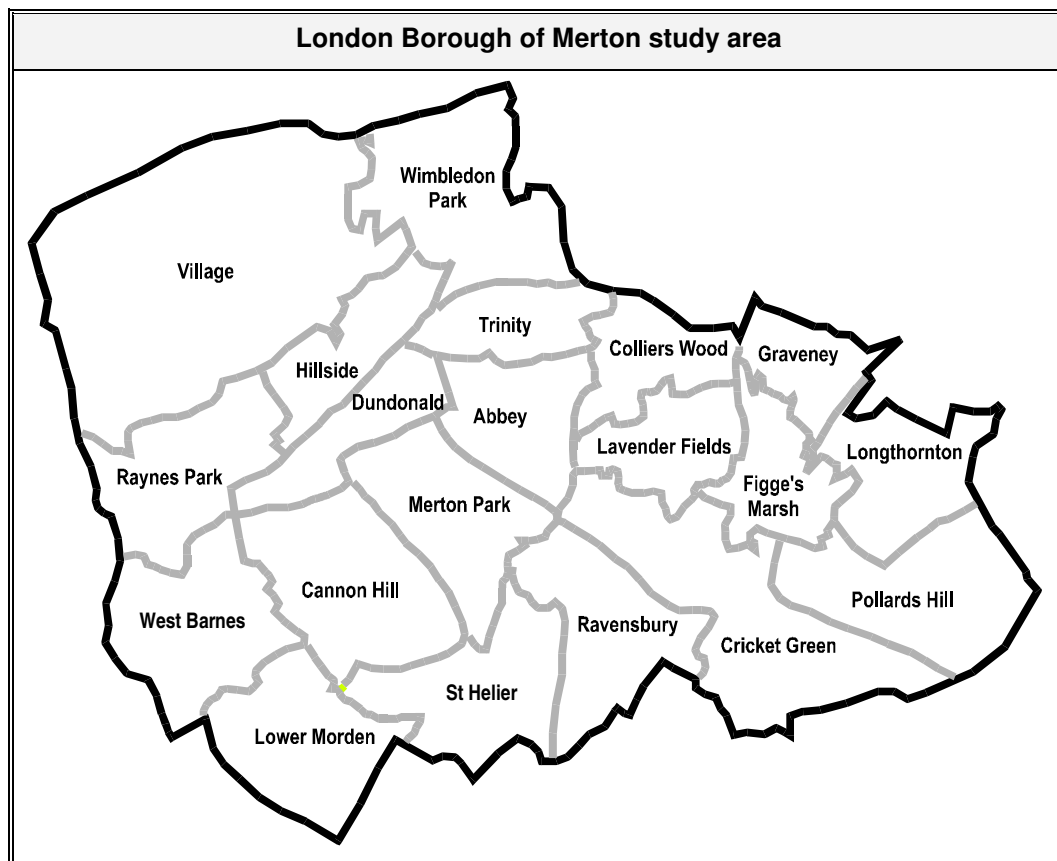 London Borough of Merton study area
Wimbledon
Park
Village
Trinity
Colliers Wood
Graveney
Hillside
Dundonald
Abbey
Lavender Fields
Longthornton
Raynes Park
Figge's
Marsh
Merton Park
Cannon Hill
Pollards Hill
West Barnes
Ravensbury
Cricket Green
St Helier
Lower Morden